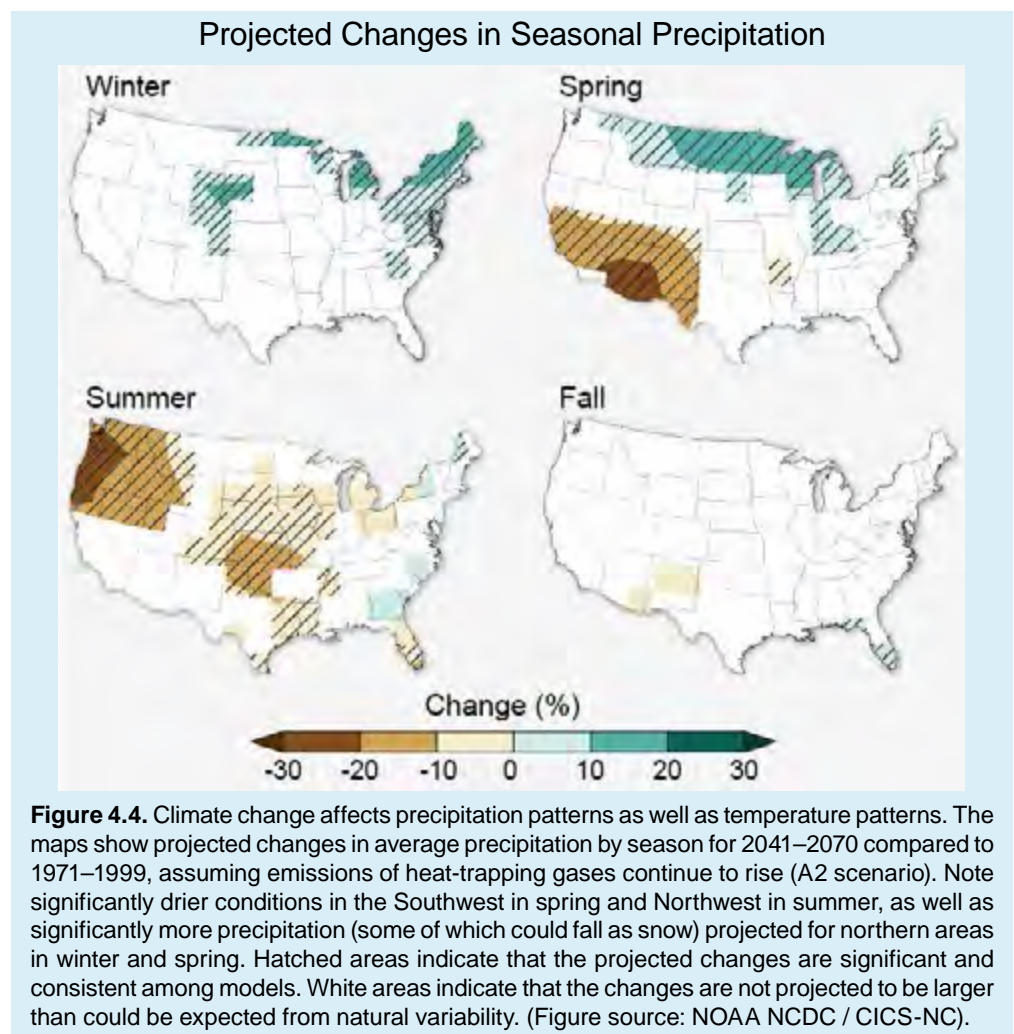 Projected Changes in Seasonal Precipitation
Winter
Spring
Summer
Fall
Change (%)
-30 -20 -10 0 10 20 30
Figure 4.4. Climate change affects precipitation patterns as well as temperature patterns. The
maps show projected changes in average precipitation by season for 2041–2070 compared to
1971–1999, assuming emissions of heat-trapping gases continue to rise (A2 scenario). Note
significantly drier conditions in the Southwest in spring and Northwest in summer, as well as
significantly more precipitation (some of which could fall as snow) projected for northern areas
in winter and spring. Hatched areas indicate that the projected changes are significant and
consistent among models. White areas indicate that the changes are not projected to be larger
than could be expected from natural variability. (Figure source: NOAA NCDC / CICS-NC).